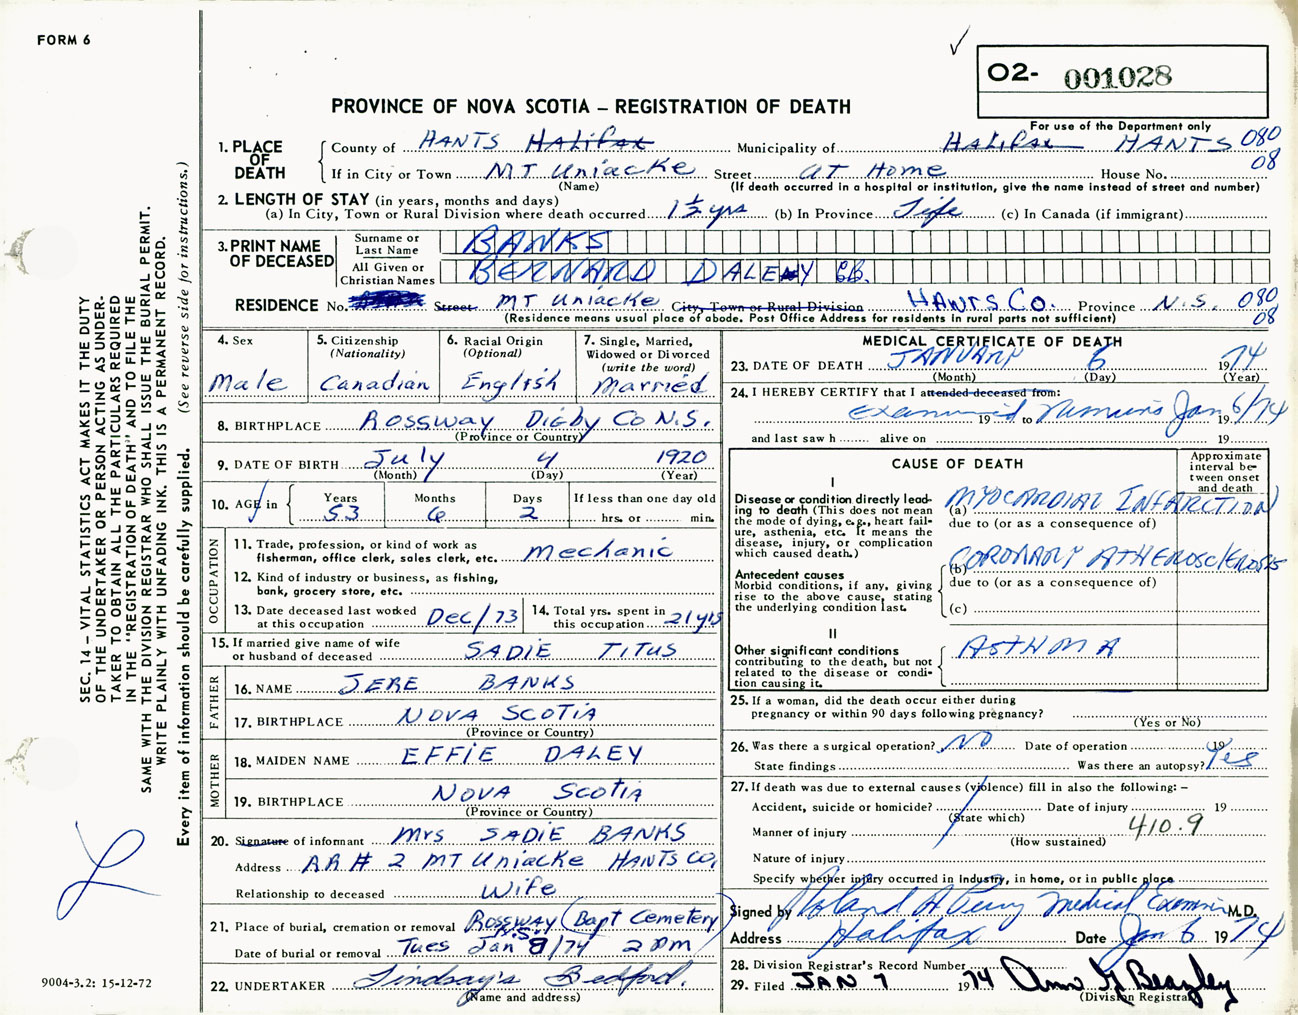 FORM 6
O2- 001028
PROVINCE OF NOVA SCOTIA — REGISTRATION OF DEATH
For use of the Department only
1. PLACE OF DEATH
County of HANTS Halifax Municipality of Halifax HANTS 080
If in City or Town MT Uniacke Street AT Home House No. 08
(Name) (If death occurred in a hospital or institution, give the name instead of street and number)
2. LENGTH OF STAY (in years, months and days)
(a) In City, Town or Rural Division where death occurred 1½ yrs (b) In Province Life (c) In Canada (if immigrant)
3. PRINT NAME OF DECEASED
Surname or Last Name BANKS
All Given or Christian Names BERNARD DALEY
RESIDENCE No. Street MT Uniacke City, Town or Rural Division HANTS Co. Province N.S. 080
(Residence means usual place of abode. Post Office Address for residents in rural parts not sufficient) 08
4. Sex
Male
5. Citizenship
(Nationality)
Canadian
6. Racial Origin
(Optional)
English
7. Single, Married,
Widowed or Divorced
(write the word)
Married
8. BIRTHPLACE Rossway Digby Co N.S.
(Province or Country)
9. DATE OF BIRTH July 4 1920
(Month) (Day) (Year)
10. AGE in
Years Months Days If less than one day old
53 6 2 hrs. or min.
OCCUPATION
11. Trade, profession, or kind of work as
fisherman, office clerk, sales clerk, etc. Mechanic
12. Kind of industry or business, as fishing,
bank, grocery store, etc.
13. Date deceased last worked
at this occupation Dec/73
14. Total yrs. spent in
this occupation 21 yrs
15. If married give name of wife
or husband of deceased SADIE TITUS
FATHER
16. NAME JERE BANKS
17. BIRTHPLACE NOVA SCOTIA
(Province or Country)
MOTHER
18. MAIDEN NAME EFFIE DALEY
19. BIRTHPLACE NOVA SCOTIA
(Province or Country)
20. Signature of informant Mrs SADIE BANKS
Address RR # 2 MT Uniacke HANTS CO,
Relationship to deceased Wife
21. Place of burial, cremation or removal Rossway (Bapt Cemetery)
N.S.
Date of burial or removal Tues Jan 8/74 2 PM
22. UNDERTAKER Lindsay's Bedford.
(Name and address)
MEDICAL CERTIFICATE OF DEATH
23. DATE OF DEATH JANUARY 6 1974
(Month) (Day) (Year)
24. I HEREBY CERTIFY that I attended deceased from:
Examined 19 to Remains Jan 6/74
and last saw h alive on 19
CAUSE OF DEATH
Approximate
interval be-
tween onset
and death
I
Disease or condition directly lead-
ing to death (This does not mean
the mode of dying, e.g., heart fail-
ure, asthenia, etc. It means the
disease, injury, or complication
which caused death.)
(a) MYOCARDIAL INFARCTION
due to (or as a consequence of)
Antecedent causes
Morbid conditions, if any, giving
rise to the above cause, stating
the underlying condition last.
(b) CORONARY ATHEROSCLEROSIS
due to (or as a consequence of)
(c)
II
Other significant conditions
contributing to the death, but not
related to the disease or condi-
tion causing it.
ASTHMA
25. If a woman, did the death occur either during
pregnancy or within 90 days following pregnancy?
(Yes or No)
26. Was there a surgical operation? NO Date of operation 19
State findings Was there an autopsy? Yes
27. If death was due to external causes (violence) fill in also the following: —
Accident, suicide or homicide? Date of injury 19
(State which)
Manner of injury 410.9
(How sustained)
Nature of injury
Specify whether injury occurred in industry, in home, or in public place
Signed by Roland A Perry Medical Examiner M.D.
Address Halifax Date Jan 6 1974
28. Division Registrar's Record Number
29. Filed JAN 7 1974 Ann G Beazley
(Division Registrar)
SEC. 14 — VITAL STATISTICS ACT MAKES IT THE DUTY
OF THE UNDERTAKER OR PERSON ACTING AS UNDER-
TAKER TO OBTAIN ALL THE PARTICULARS REQUIRED
IN THE "REGISTRATION OF DEATH" AND TO FILE THE
SAME WITH THE DIVISION REGISTRAR WHO SHALL ISSUE THE BURIAL PERMIT.
WRITE PLAINLY WITH UNFADING INK. THIS IS A PERMANENT RECORD.
Every item of information should be carefully supplied. (See reverse side for instructions.)
9004-3.2: 15-12-72